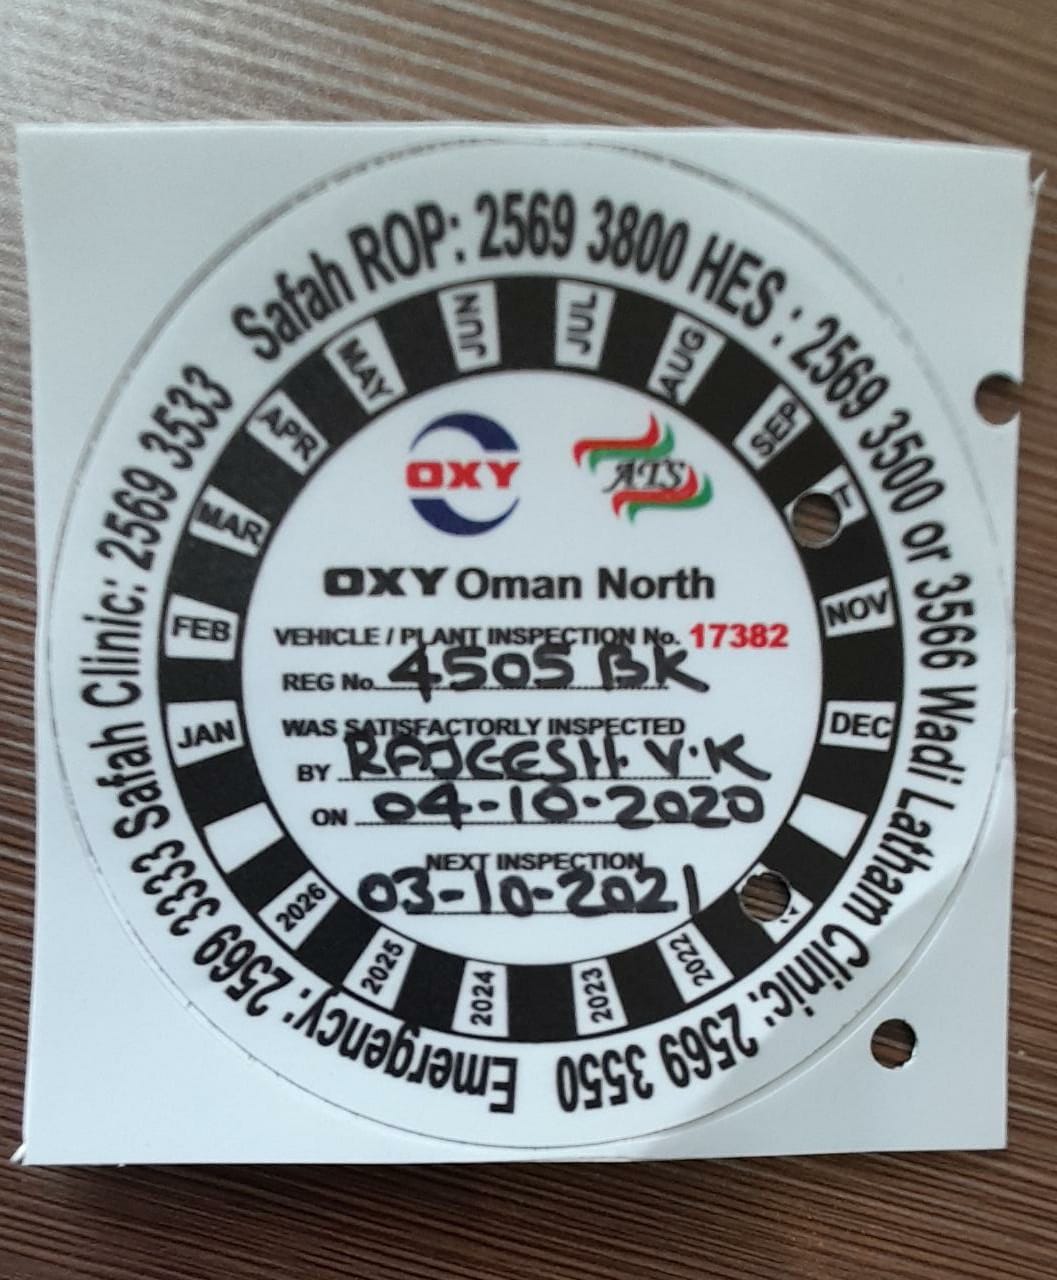 Safah Clinic: 2569 3533 Safah ROP: 2569 3800 HES : 2569 3500 or 3566 Wadi Latham Clinic: 2569 3550
Emergency: 2569 3333
JAN
FEB
MAR
APR
MAY
JUN
JUL
AUG
SEP
NOV
DEC
OXY
ATS
OXY Oman North
VEHICLE / PLANT INSPECTION No. 17382
REG No. 4505 BK
WAS SATISFACTORLY INSPECTED
BY RAJEESH V.K
ON 04-10-2020
NEXT INSPECTION
03-10-2021
2022
2023
2024
2025
2026